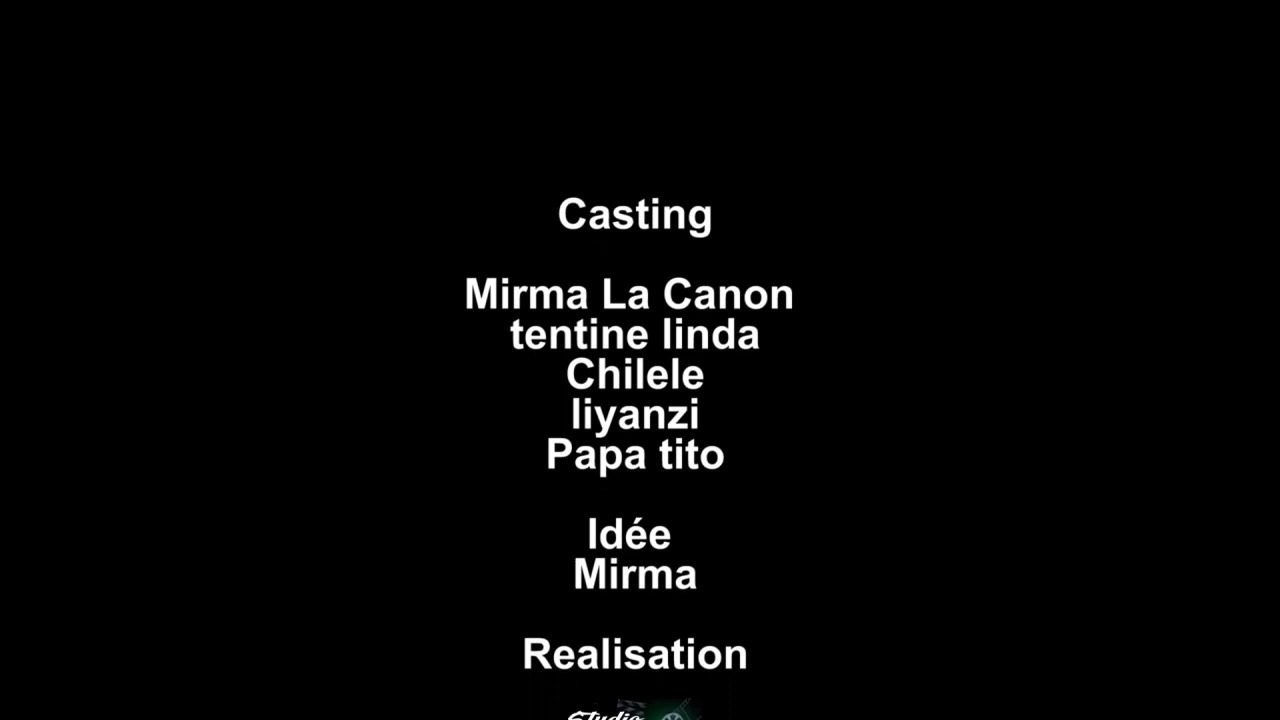 Casting
Mirma La Canon
tentine linda
Chilele
liyanzi
Papa tito
Idée
Mirma
Realisation